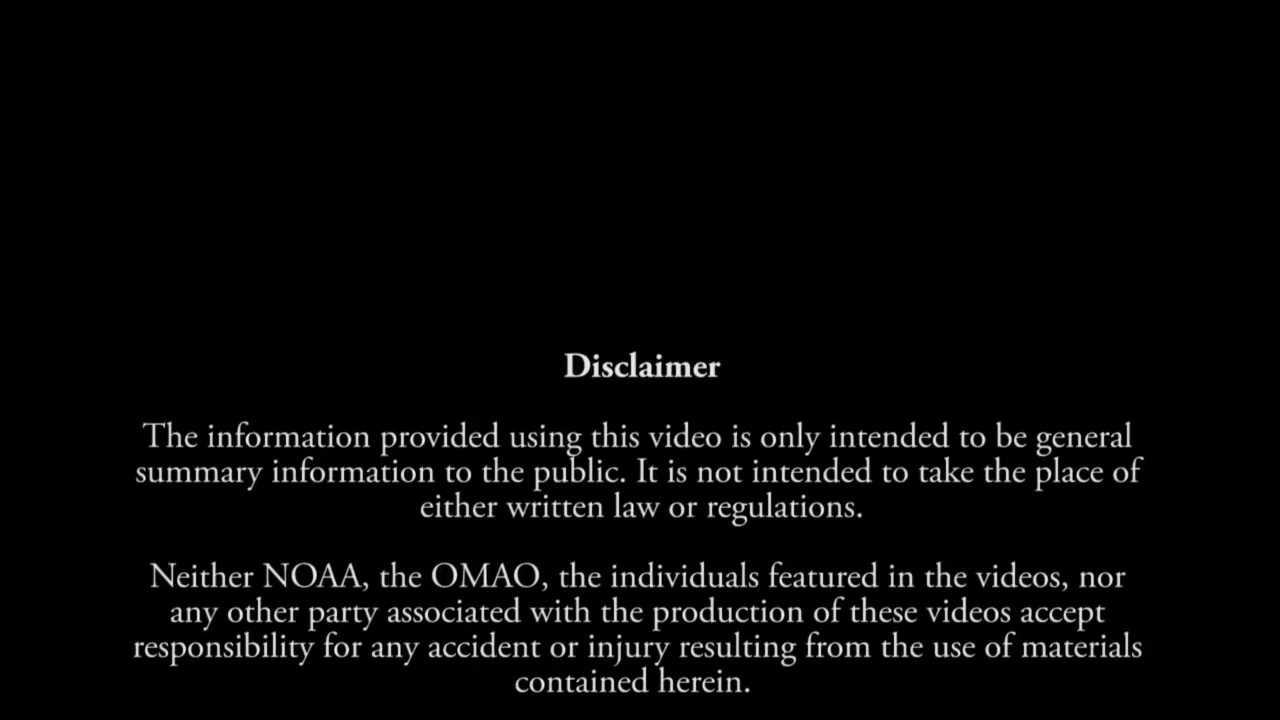 Disclaimer
The information provided using this video is only intended to be general
summary information to the public. It is not intended to take the place of
either written law or regulations.
Neither NOAA, the OMAO, the individuals featured in the videos, nor
any other party associated with the production of these videos accept
responsibility for any accident or injury resulting from the use of materials
contained herein.